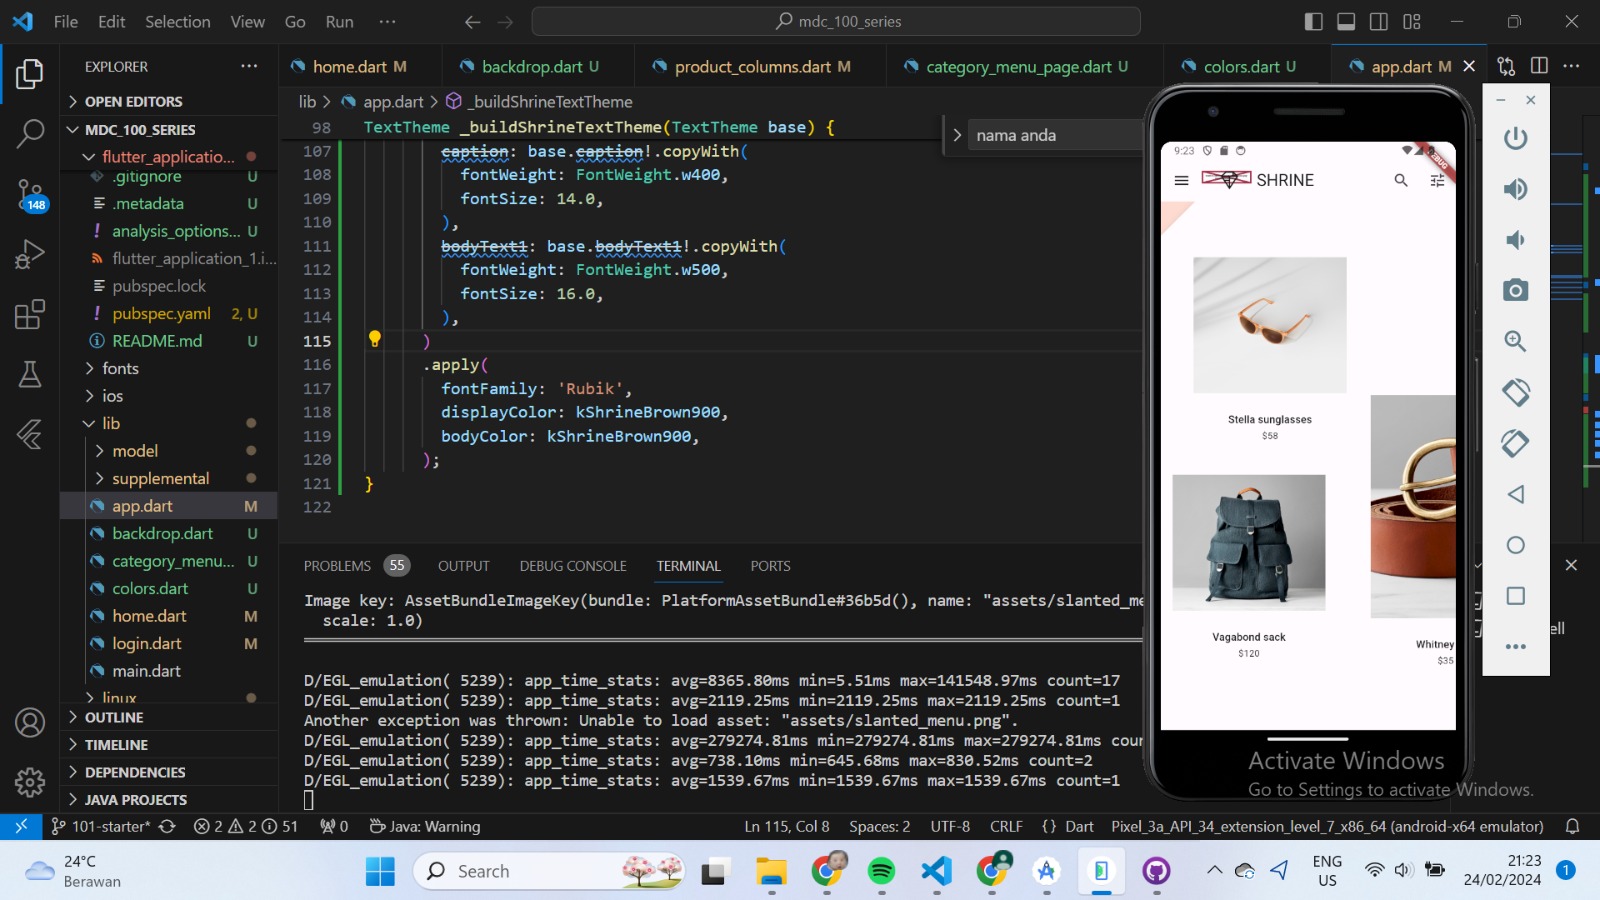 File Edit Selection View Go Run ···
mdc_100_series
EXPLORER
OPEN EDITORS
MDC_100_SERIES
flutter_applicatio...
.gitignore U
.metadata U
analysis_options... U
flutter_application_1.i...
pubspec.lock
pubspec.yaml 2, U
README.md U
fonts
ios
lib
model
supplemental
app.dart M
backdrop.dart U
category_menu... U
colors.dart U
home.dart M
login.dart M
main.dart
linux
OUTLINE
TIMELINE
DEPENDENCIES
JAVA PROJECTS
148
home.dart M backdrop.dart U product_columns.dart M category_menu_page.dart U colors.dart U app.dart M
lib > app.dart > _buildShrineTextTheme
nama anda
98 TextTheme _buildShrineTextTheme(TextTheme base) {
107 caption: base.caption!.copyWith(
108 fontWeight: FontWeight.w400,
109 fontSize: 14.0,
110 ),
111 bodyText1: base.bodyText1!.copyWith(
112 fontWeight: FontWeight.w500,
113 fontSize: 16.0,
114 ),
115 )
116 .apply(
117 fontFamily: 'Rubik',
118 displayColor: kShrineBrown900,
119 bodyColor: kShrineBrown900,
120 );
121 }
122
PROBLEMS 55 OUTPUT DEBUG CONSOLE TERMINAL PORTS
Image key: AssetBundleImageKey(bundle: PlatformAssetBundle#36b5d(), name: "assets/slanted_me
scale: 1.0)
D/EGL_emulation( 5239): app_time_stats: avg=8365.80ms min=5.51ms max=141548.97ms count=17
D/EGL_emulation( 5239): app_time_stats: avg=2119.25ms min=2119.25ms max=2119.25ms count=1
Another exception was thrown: Unable to load asset: "assets/slanted_menu.png".
D/EGL_emulation( 5239): app_time_stats: avg=279274.81ms min=279274.81ms max=279274.81ms cour
D/EGL_emulation( 5239): app_time_stats: avg=738.10ms min=645.68ms max=830.52ms count=2
D/EGL_emulation( 5239): app_time_stats: avg=1539.67ms min=1539.67ms max=1539.67ms count=1
ell
9:23
DEBUG
SHRINE
Stella sunglasses
$58
Vagabond sack
$120
Whitney
$35
Activate Windows
Go to Settings to activate Windows.
101-starter* 2 2 51 0 Java: Warning Ln 115, Col 8 Spaces: 2 UTF-8 CRLF {} Dart Pixel_3a_API_34_extension_level_7_x86_64 (android-x64 emulator)
24°C
Berawan
Search
ENG
US
21:23
24/02/2024
1